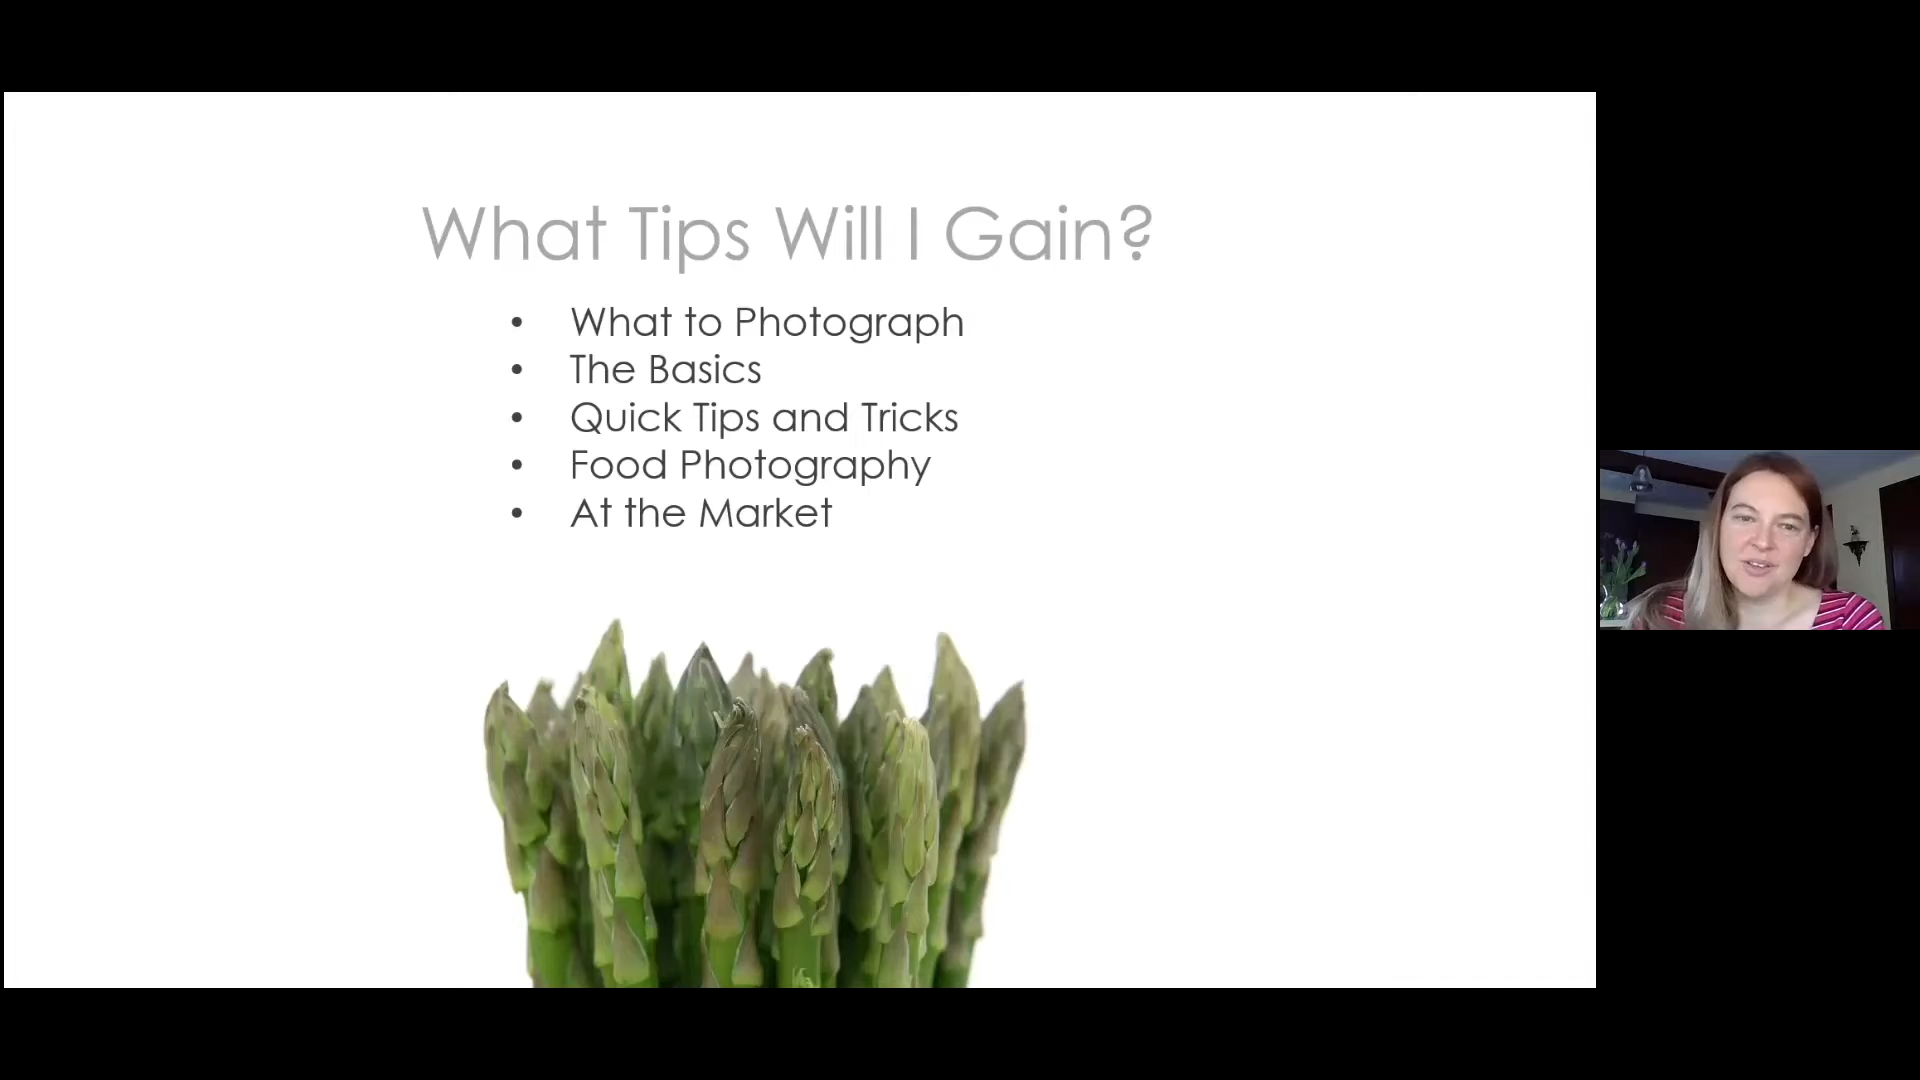 What Tips Will I Gain?
• What to Photograph
• The Basics
• Quick Tips and Tricks
• Food Photography
• At the Market